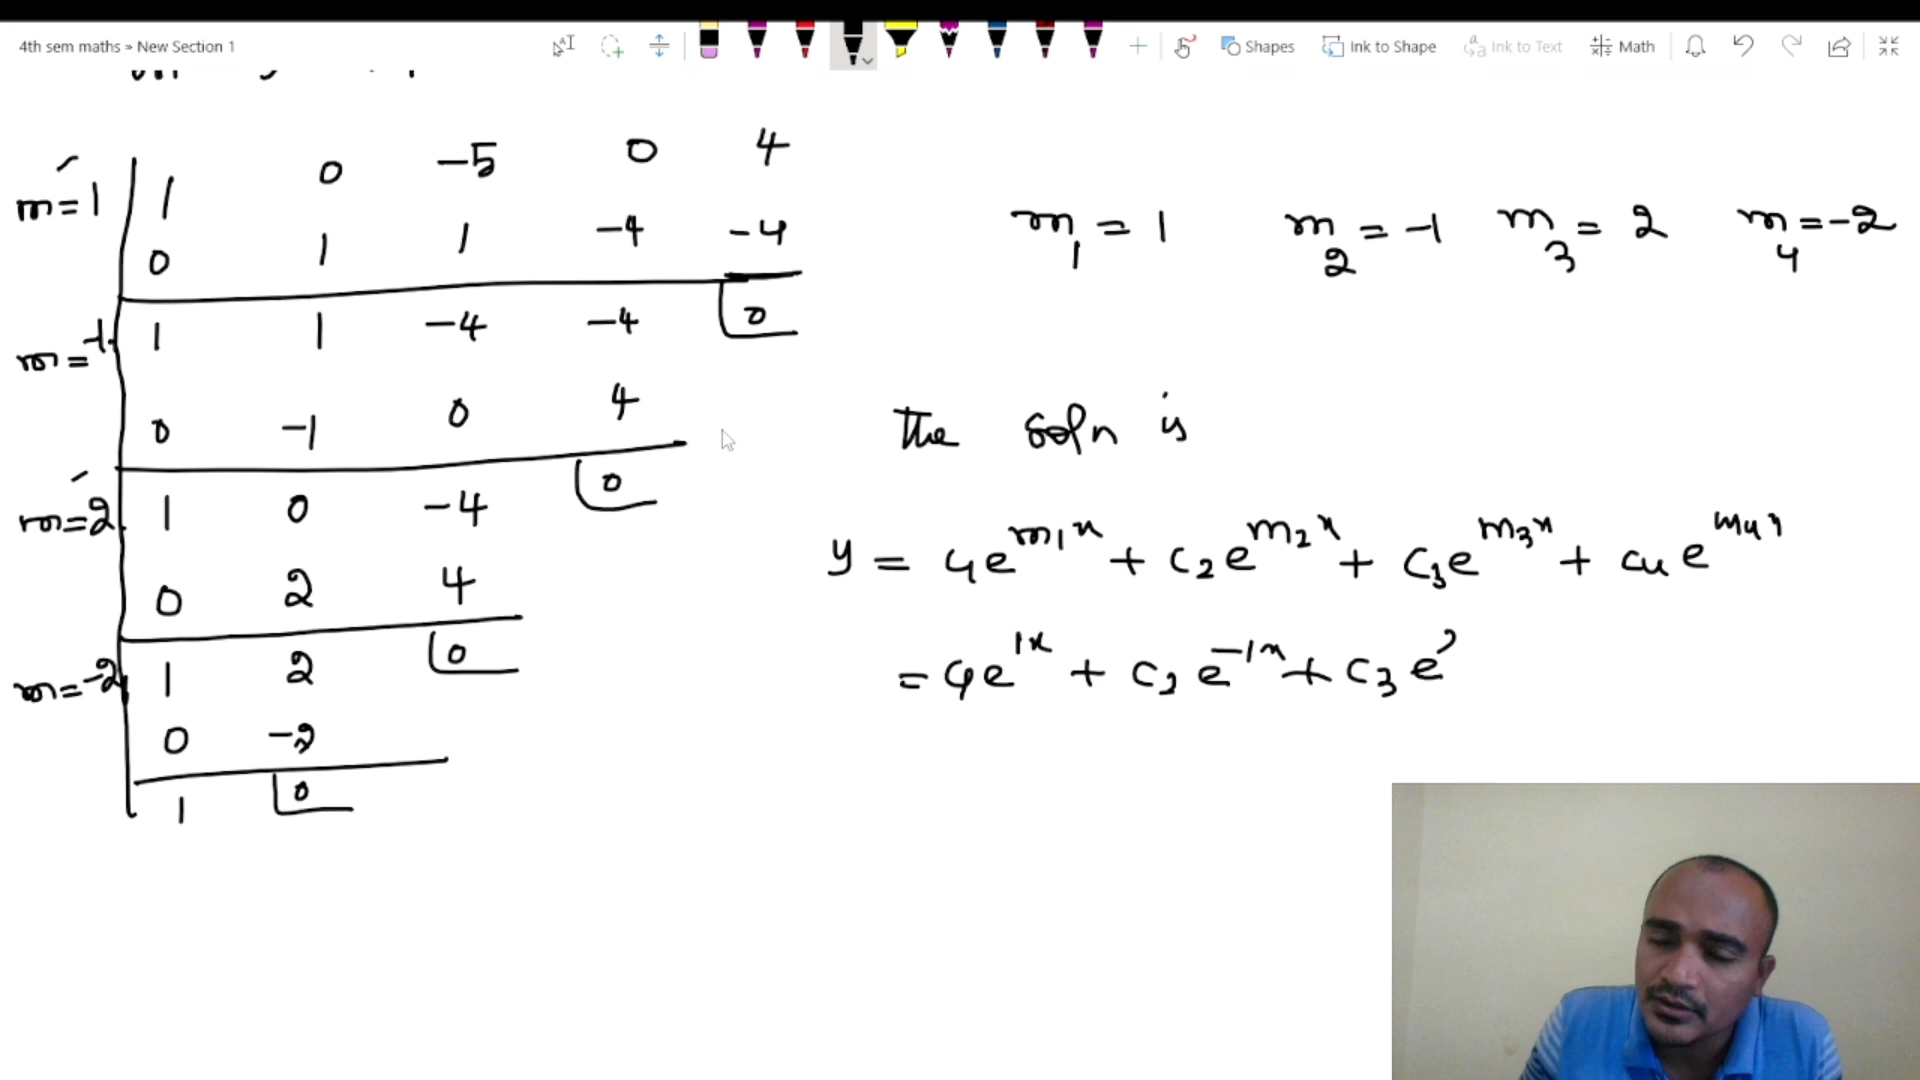 4th sem maths » New Section 1
Shapes Ink to Shape Ink to Text Math
1 0 -5 0 4
m=1
0 1 1 -4 -4
1 1 -4 -4 0
m=-1
0 -1 0 4
m=2 1 0 -4 0
0 2 4
m=-2 1 2 0
0 -2
1 0
m1 = 1 m2 = -1 m3 = 2 m4 = -2
The soln is
y = c1e^m1x + c2e^m2x + c3e^m3x + c4e^m4x
= c1e^1x + c2e^-1x + c3e